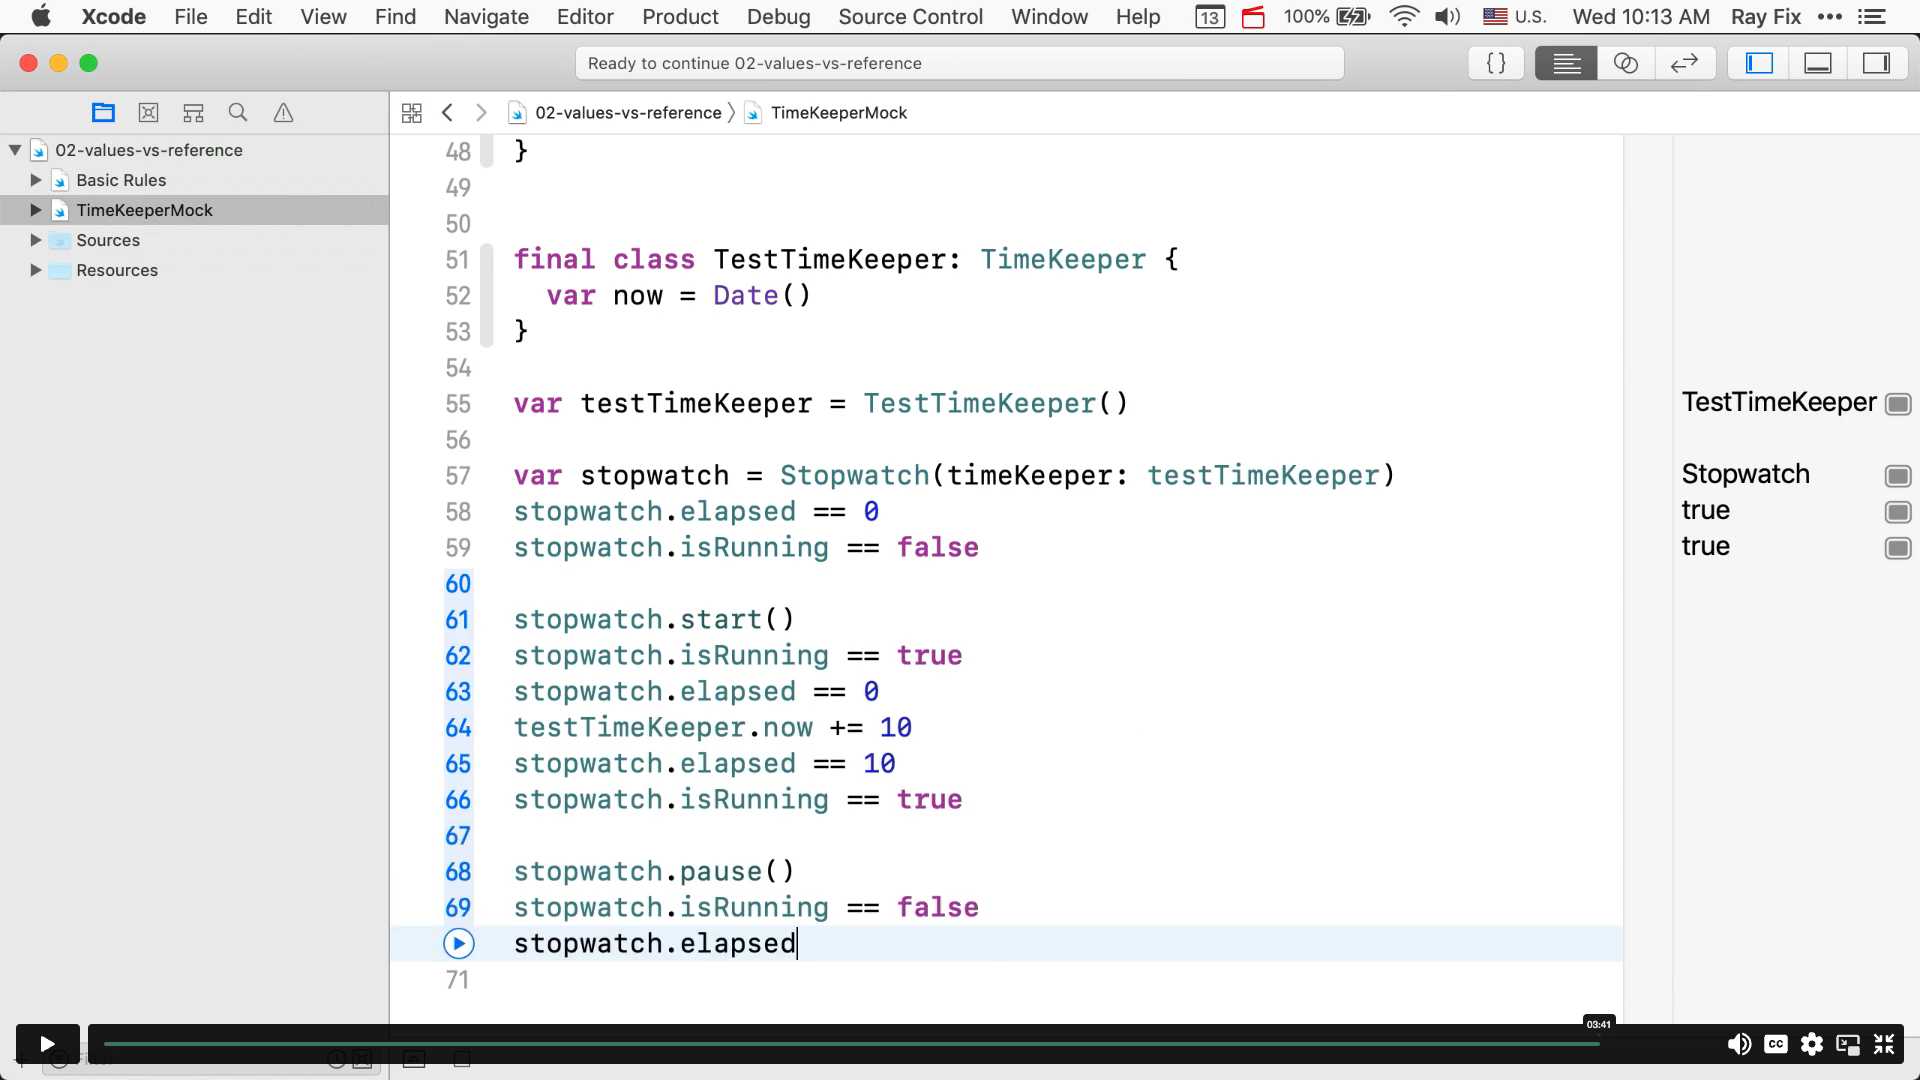 Xcode File Edit View Find Navigate Editor Product Debug Source Control Window Help 13 100% U.S. Wed 10:13 AM Ray Fix
Ready to continue 02-values-vs-reference
{}
02-values-vs-reference TimeKeeperMock
02-values-vs-reference
Basic Rules
TimeKeeperMock
Sources
Resources
48 }
49
50
51 final class TestTimeKeeper: TimeKeeper {
52 var now = Date()
53 }
54
55 var testTimeKeeper = TestTimeKeeper() TestTimeKeeper
56
57 var stopwatch = Stopwatch(timeKeeper: testTimeKeeper) Stopwatch
58 stopwatch.elapsed == 0 true
59 stopwatch.isRunning == false true
60
61 stopwatch.start()
62 stopwatch.isRunning == true
63 stopwatch.elapsed == 0
64 testTimeKeeper.now += 10
65 stopwatch.elapsed == 10
66 stopwatch.isRunning == true
67
68 stopwatch.pause()
69 stopwatch.isRunning == false
stopwatch.elapsed
71
03:41
CC
Filter